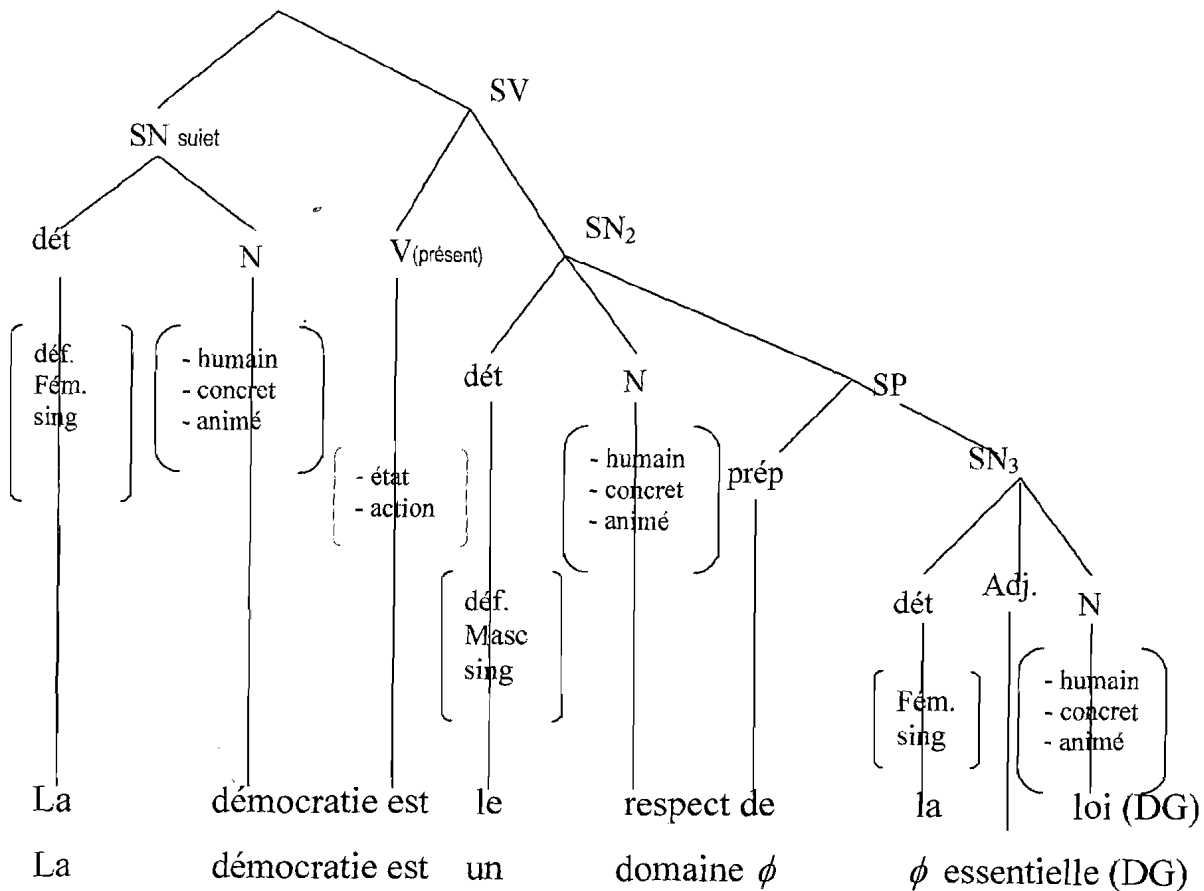 SV
SN suiet
SN₂
dét N V(présent)
déf. - humain
Fém. - concret
sing - animé
dét N
SP
- humain
- concret
- animé
prép SN₃
- état
- action
déf.
Masc
sing
dét Adj. N
Fém.
sing
- humain
- concret
- animé
La démocratie est le respect de la loi (DG)
La démocratie est un domaine ϕ ϕ essentielle (DG)